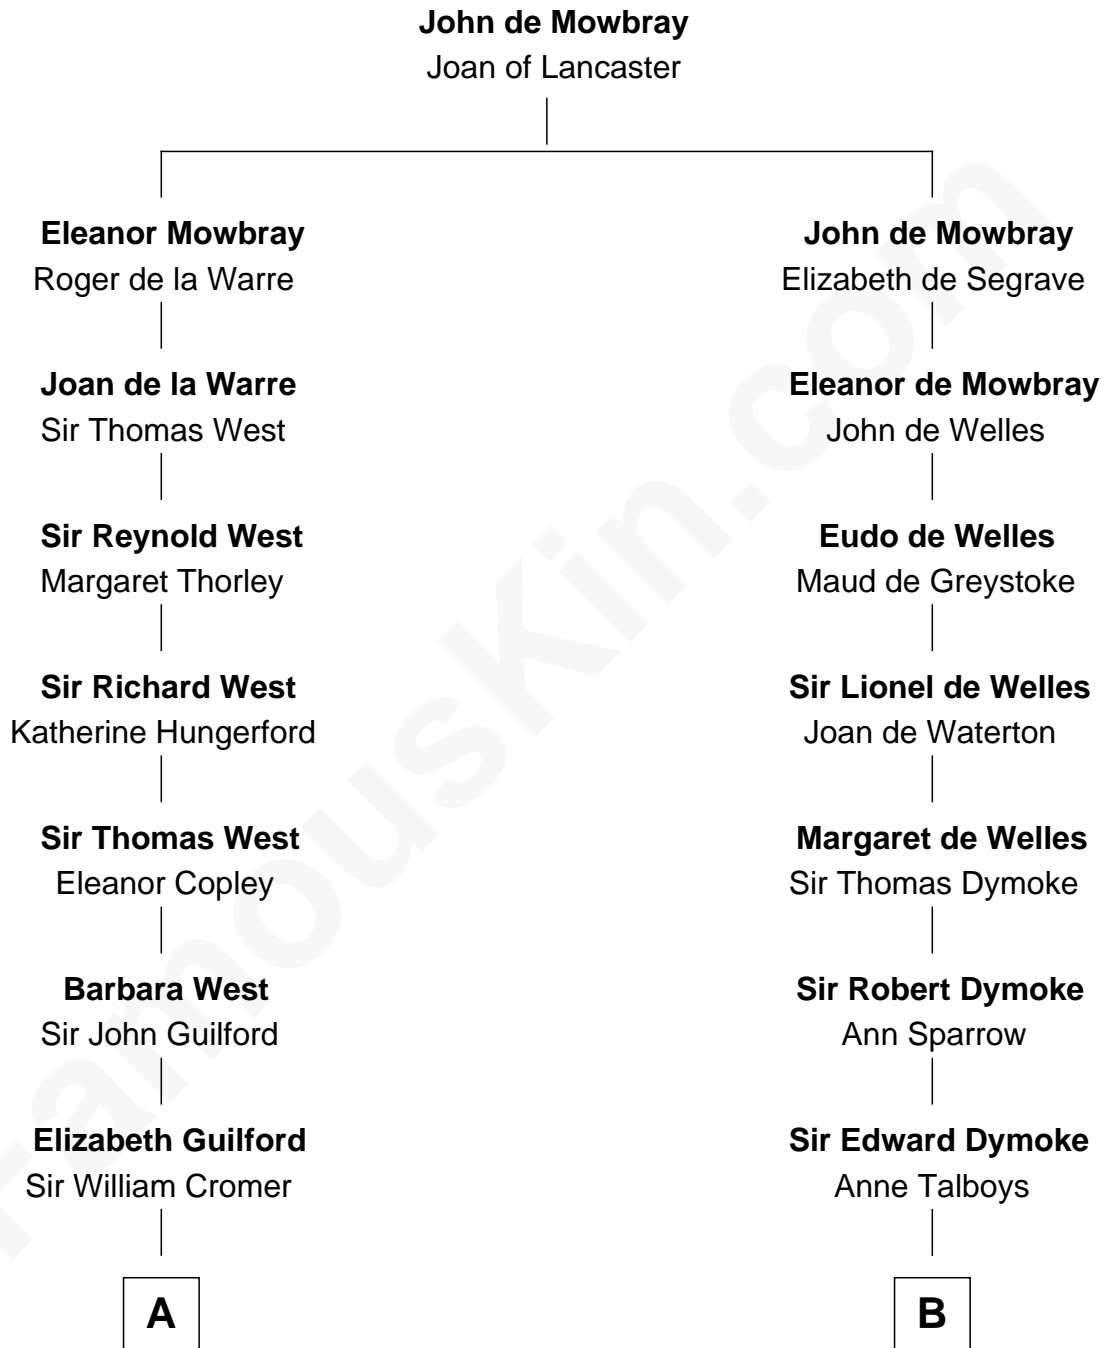 John de Mowbray
Joan of Lancaster
Eleanor Mowbray
Roger de la Warre
John de Mowbray
Elizabeth de Segrave
Joan de la Warre
Sir Thomas West
Eleanor de Mowbray
John de Welles
Sir Reynold West
Margaret Thorley
Eudo de Welles
Maud de Greystoke
Sir Richard West
Katherine Hungerford
Sir Lionel de Welles
Joan de Waterton
Sir Thomas West
Eleanor Copley
Margaret de Welles
Sir Thomas Dymoke
Barbara West
Sir John Guilford
Sir Robert Dymoke
Ann Sparrow
Elizabeth Guilford
Sir William Cromer
Sir Edward Dymoke
Anne Talboys
A
B
FamousKin.com